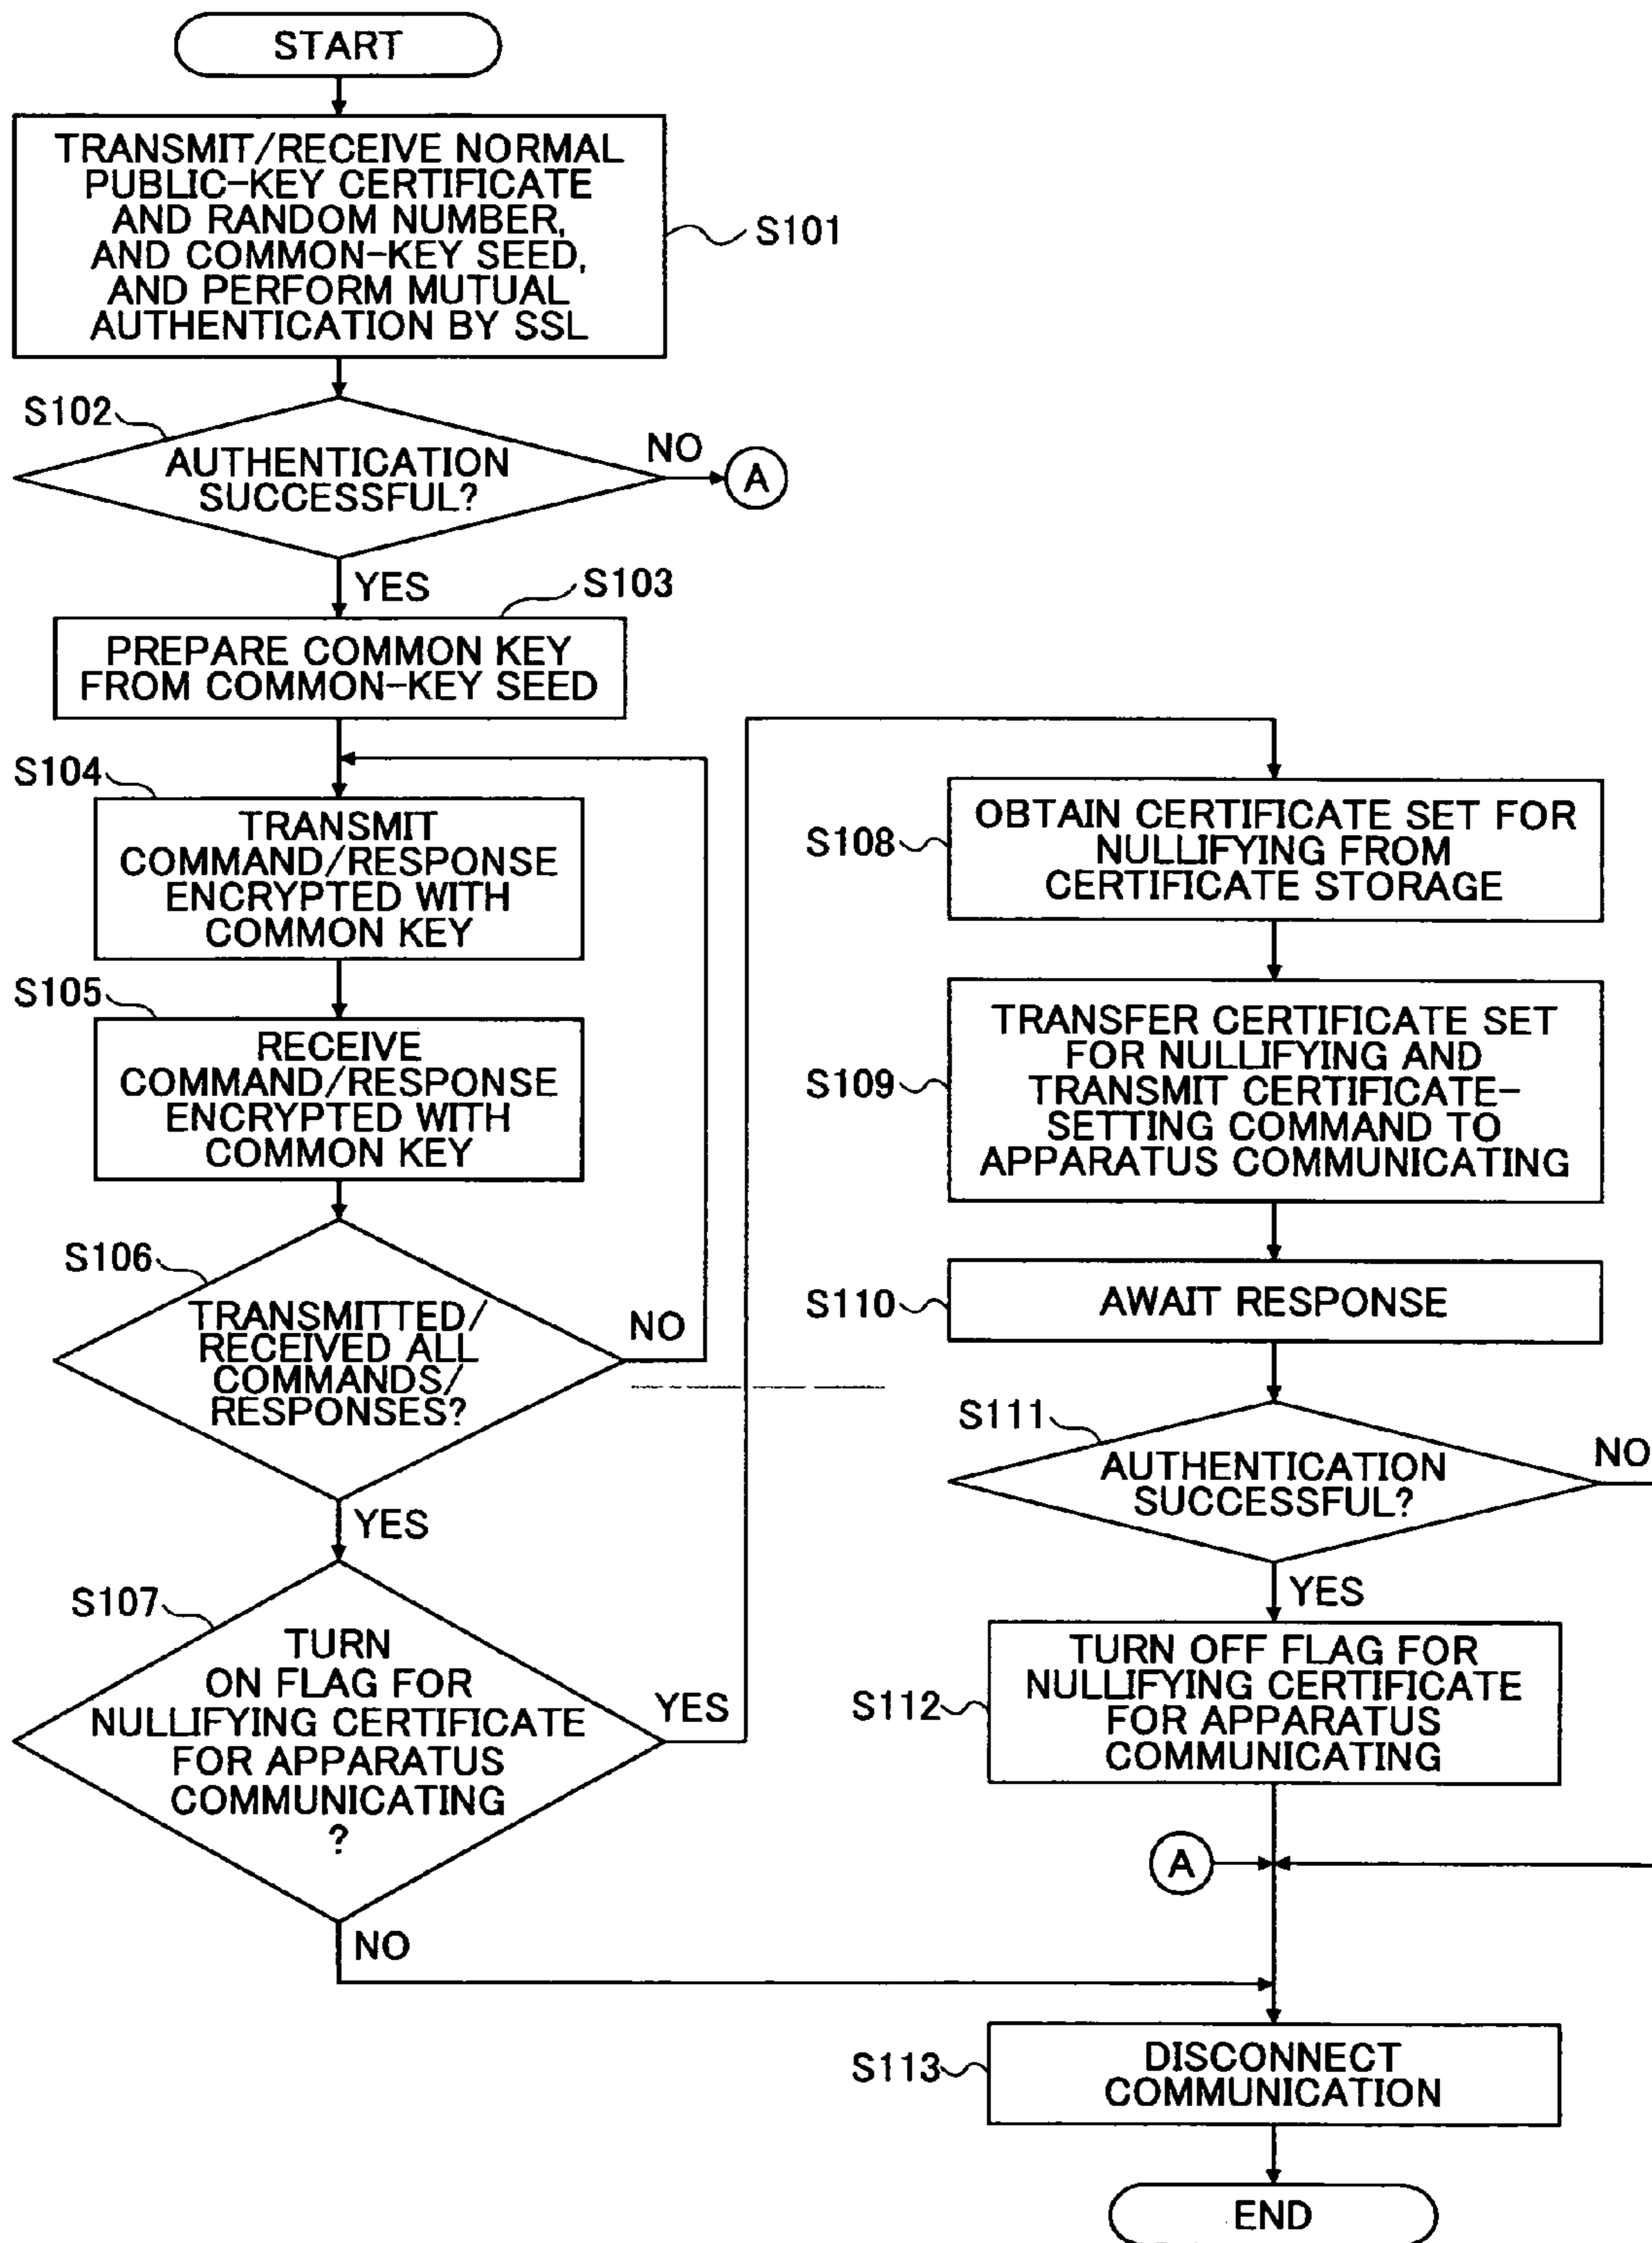 START
TRANSMIT/RECEIVE NORMAL
PUBLIC-KEY CERTIFICATE
AND RANDOM NUMBER,
AND COMMON-KEY SEED,
AND PERFORM MUTUAL
AUTHENTICATION BY SSL
S101
S102
AUTHENTICATION
SUCCESSFUL?
NO
A
YES
S103
PREPARE COMMON KEY
FROM COMMON-KEY SEED
S104
TRANSMIT
COMMAND/RESPONSE
ENCRYPTED WITH
COMMON KEY
S105
RECEIVE
COMMAND/RESPONSE
ENCRYPTED WITH
COMMON KEY
S106
TRANSMITTED/
RECEIVED ALL
COMMANDS/
RESPONSES?
NO
YES
S107
TURN
ON FLAG FOR
NULLIFYING CERTIFICATE
FOR APPARATUS
COMMUNICATING
?
YES
NO
S108
OBTAIN CERTIFICATE SET FOR
NULLIFYING FROM
CERTIFICATE STORAGE
S109
TRANSFER CERTIFICATE SET
FOR NULLIFYING AND
TRANSMIT CERTIFICATE-
SETTING COMMAND TO
APPARATUS COMMUNICATING
S110
AWAIT RESPONSE
S111
AUTHENTICATION
SUCCESSFUL?
NO
YES
S112
TURN OFF FLAG FOR
NULLIFYING CERTIFICATE
FOR APPARATUS
COMMUNICATING
A
S113
DISCONNECT
COMMUNICATION
END